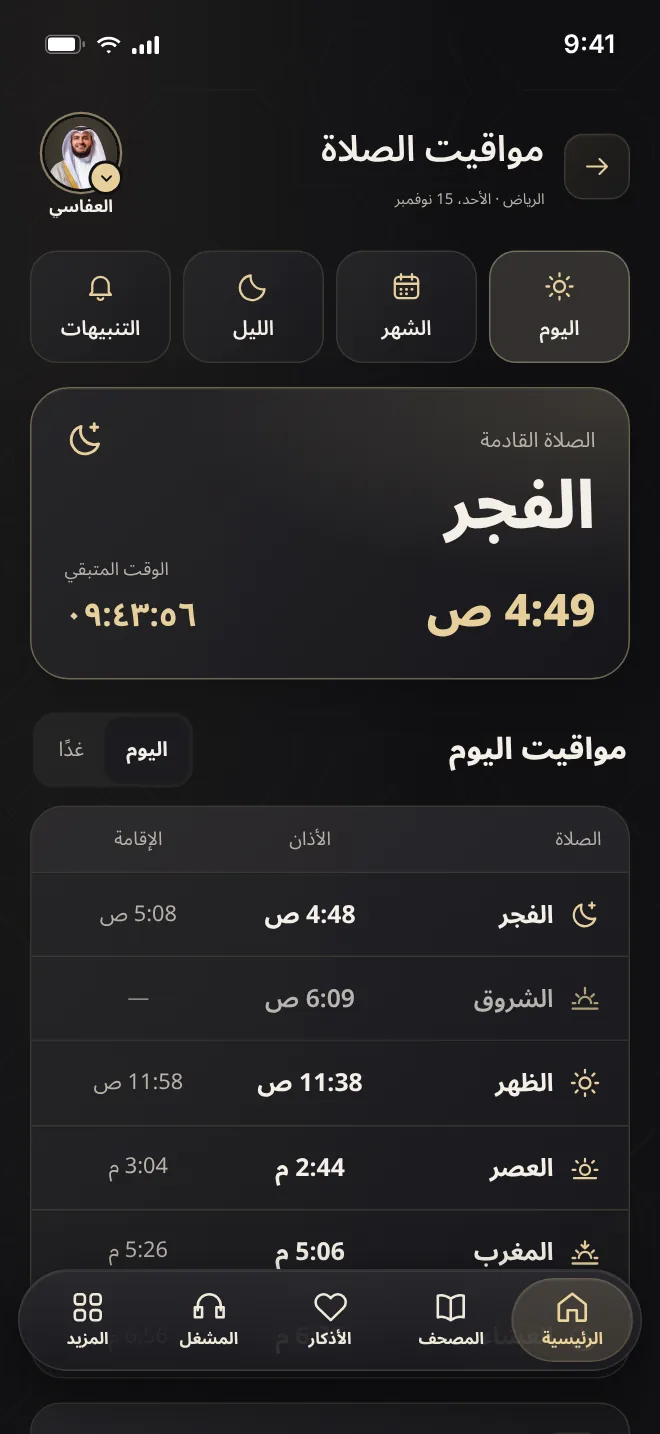 9:41
مواقيت الصلاة
الرياض · الأحد، 15 نوفمبر
العفاسي
اليوم
الشهر
الليل
التنبيهات
الصلاة القادمة
الفجر
4:49 ص
الوقت المتبقي
٠٩:٤٣:٥٦
مواقيت اليوم
اليوم
غدًا
الصلاة الأذان الإقامة
الفجر 4:48 ص 5:08 ص
الشروق 6:09 ص —
الظهر 11:38 ص 11:58 ص
العصر 2:44 م 3:04 م
المغرب 5:06 م 5:26 م
الرئيسية
المصحف
الأذكار
المشغل
المزيد